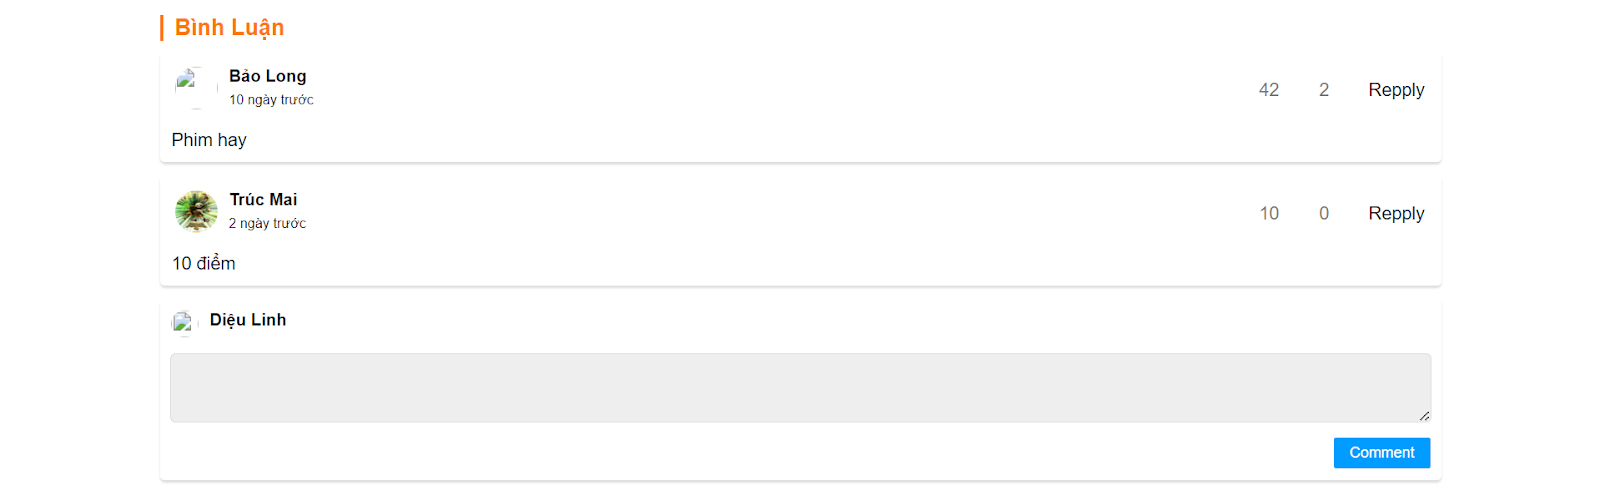 Bình Luận
Bảo Long
10 ngày trước
42 2 Repply
Phim hay
Trúc Mai
2 ngày trước
10 0 Repply
10 điểm
Diệu Linh
Comment